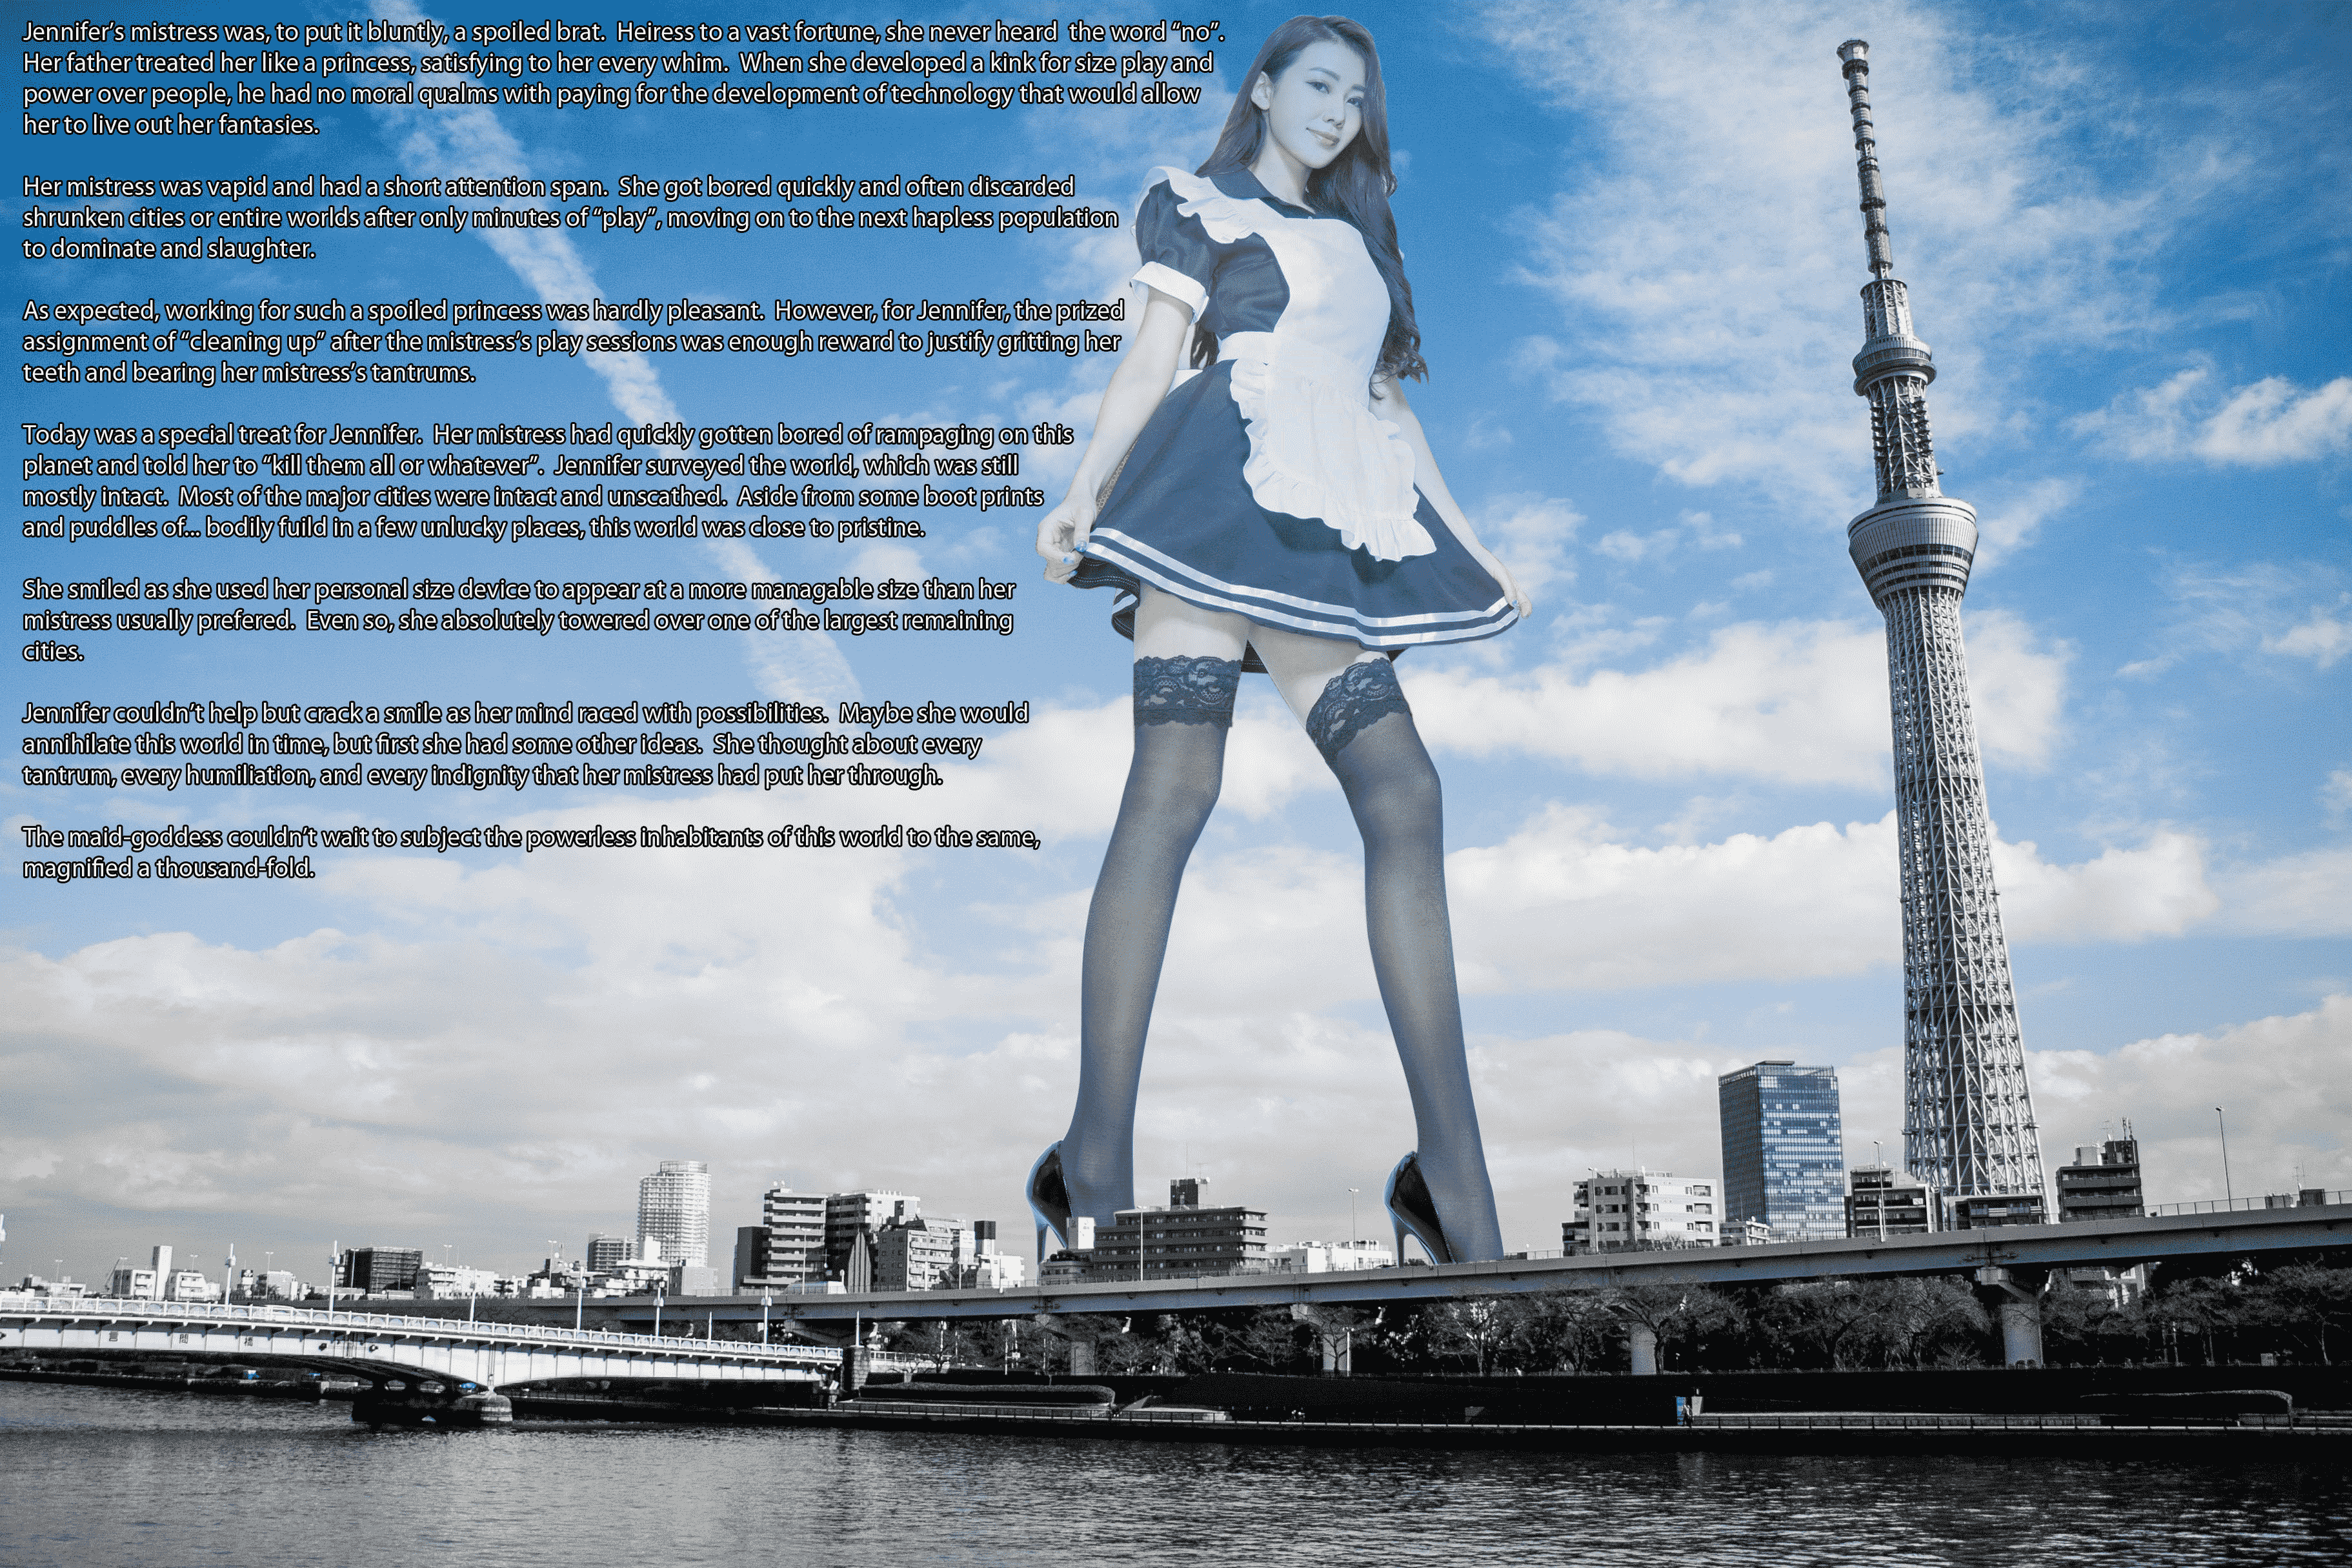 Jennifer's mistress was, to put it bluntly, a spoiled brat.  Heiress to a vast fortune, she never heard  the word “no”.
Her father treated her like a princess, satisfying to her every whim.  When she developed a kink for size play and
power over people, he had no moral qualms with paying for the development of technology that would allow
her to live out her fantasies.
Her mistress was vapid and had a short attention span.  She got bored quickly and often discarded
shrunken cities or entire worlds after only minutes of “play”, moving on to the next hapless population
to dominate and slaughter.
As expected, working for such a spoiled princess was hardly pleasant.  However, for Jennifer, the prized
assignment of “cleaning up” after the mistress's play sessions was enough reward to justify gritting her
teeth and bearing her mistress's tantrums.
Today was a special treat for Jennifer.  Her mistress had quickly gotten bored of rampaging on this
planet and told her to “kill them all or whatever”.  Jennifer surveyed the world, which was still
mostly intact.  Most of the major cities were intact and unscathed.  Aside from some boot prints
and puddles of... bodily fuild in a few unlucky places, this world was close to pristine.
She smiled as she used her personal size device to appear at a more managable size than her
mistress usually prefered.  Even so, she absolutely towered over one of the largest remaining
cities.
Jennifer couldn't help but crack a smile as her mind raced with possibilities.  Maybe she would
annihilate this world in time, but first she had some other ideas.  She thought about every
tantrum, every humiliation, and every indignity that her mistress had put her through.
The maid-goddess couldn't wait to subject the powerless inhabitants of this world to the same,
magnified a thousand-fold.
言問橋